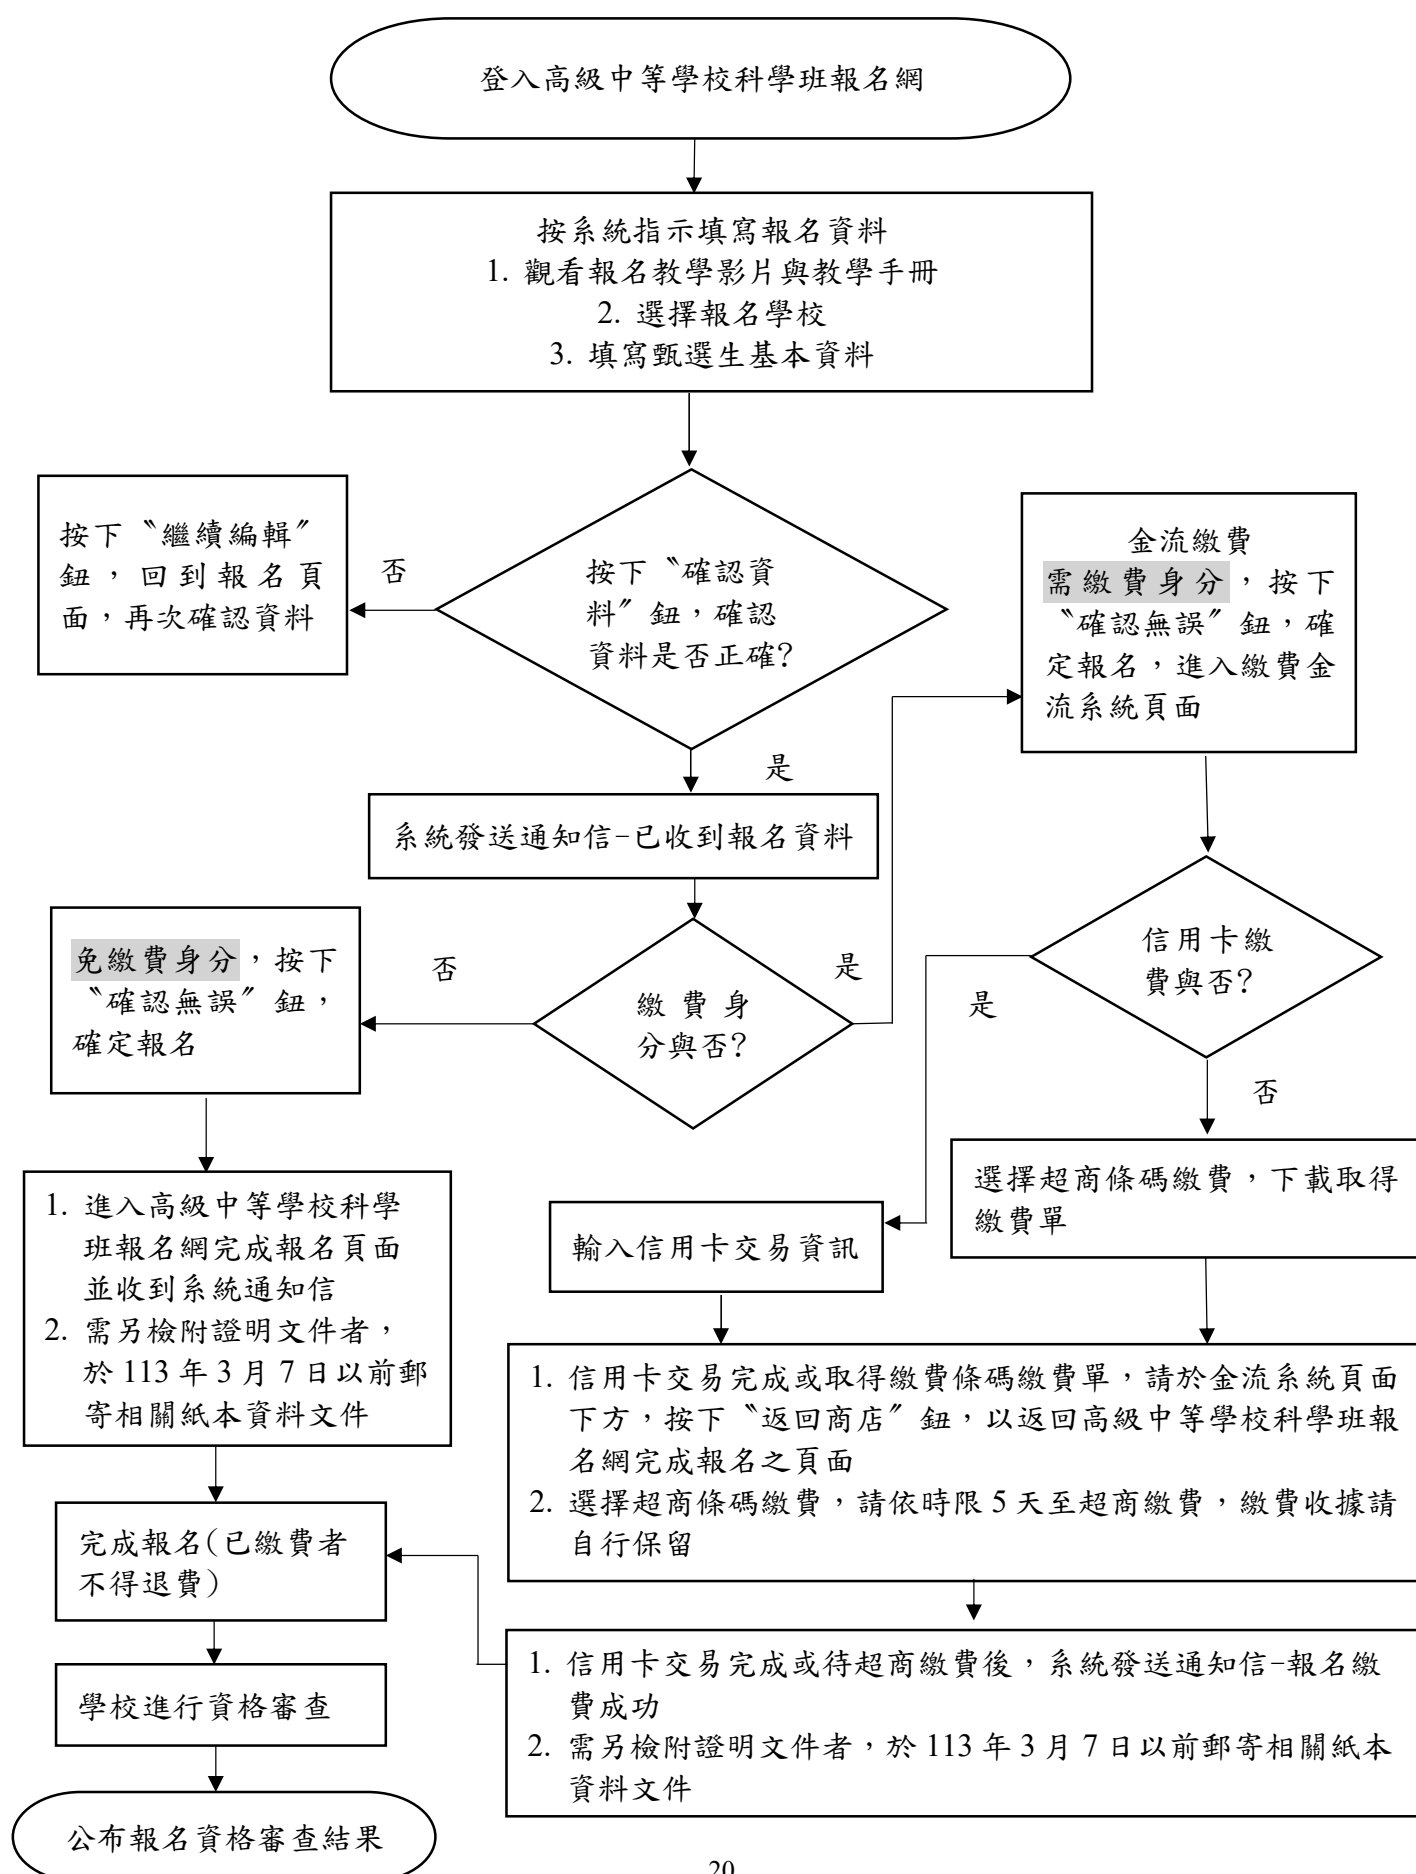 登入高級中等學校科學班報名網
按系統指示填寫報名資料
1. 觀看報名教學影片與教學手冊
2. 選擇報名學校
3. 填寫甄選生基本資料
按下〝繼續編輯〞
鈕，回到報名頁
面，再次確認資料
否
按下〝確認資
料〞鈕，確認
資料是否正確?
金流繳費
需繳費身分，按下
〝確認無誤〞鈕，確
定報名，進入繳費金
流系統頁面
是
系統發送通知信-已收到報名資料
免繳費身分，按下
〝確認無誤〞鈕，
確定報名
否
繳費身
分與否?
是
信用卡繳
費與否?
是
否
1. 進入高級中等學校科學
班報名網完成報名頁面
並收到系統通知信
2. 需另檢附證明文件者，
於 113 年 3 月 7 日以前郵
寄相關紙本資料文件
輸入信用卡交易資訊
選擇超商條碼繳費，下載取得
繳費單
1. 信用卡交易完成或取得繳費條碼繳費單，請於金流系統頁面
下方，按下〝返回商店〞鈕，以返回高級中等學校科學班報
名網完成報名之頁面
2. 選擇超商條碼繳費，請依時限 5 天至超商繳費，繳費收據請
自行保留
完成報名(已繳費者
不得退費)
1. 信用卡交易完成或待超商繳費後，系統發送通知信-報名繳
費成功
2. 需另檢附證明文件者，於 113 年 3 月 7 日以前郵寄相關紙本
資料文件
學校進行資格審查
公布報名資格審查結果
20